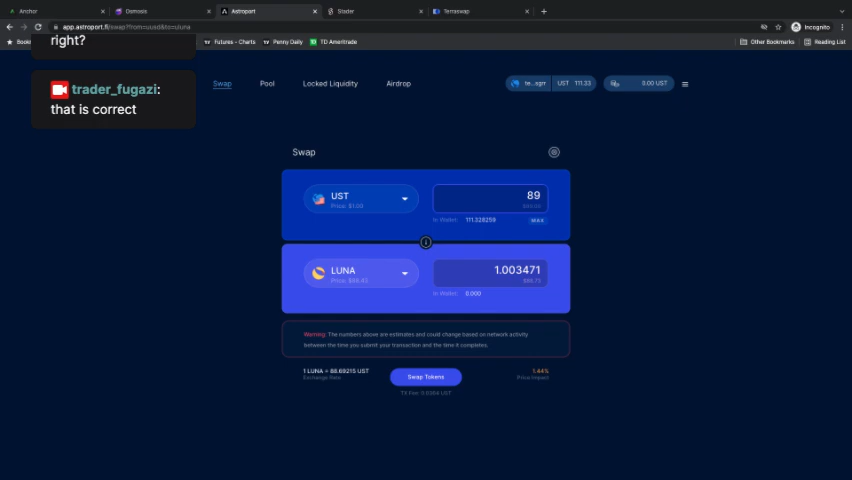 Anchor
Osmosis
Astroport
Stader
Terraswap
app.astroport.fi/swap?from=uusd&to=uluna
Incognito
Futures - Charts
Penny Daily
TD Ameritrade
Other Bookmarks
Reading List
right?
trader_fugazi:
that is correct
Swap
Pool
Locked Liquidity
Airdrop
UST
111.33
0.00 UST
Swap
UST
Price: $1.00
89
In Wallet:
111.328259
MAX
LUNA
1.003471
In Wallet:
0.000
Warning: The numbers above are estimates and could change based on network activity
between the time you submit your transaction and the time it completes.
1 LUNA = 88.69215 UST
Exchange Rate
Swap Tokens
1.44%
Price Impact